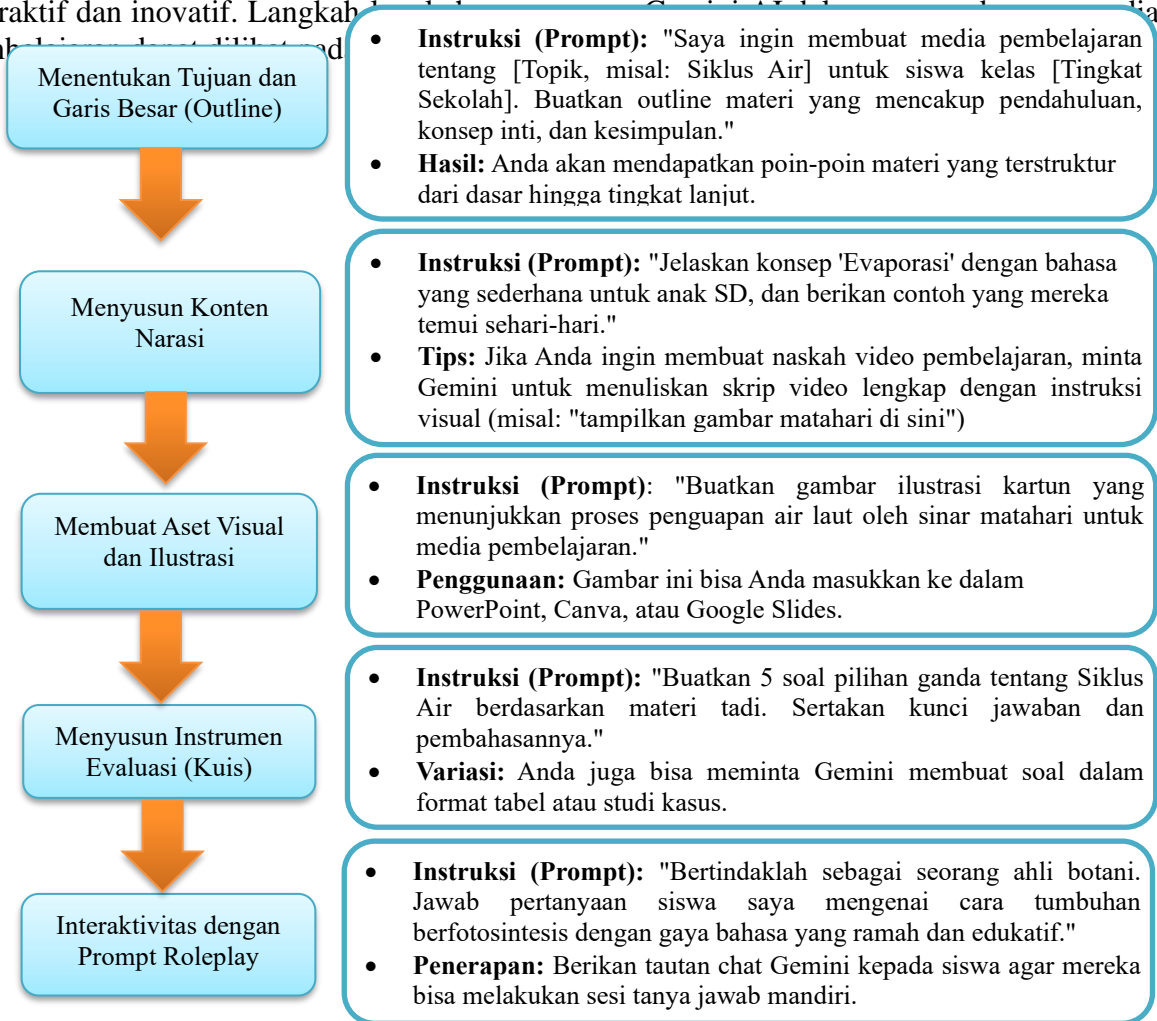 raktif dan inovatif. Langkah
Menentukan Tujuan dan
Garis Besar (Outline)
• Instruksi (Prompt): "Saya ingin membuat media pembelajaran
tentang [Topik, misal: Siklus Air] untuk siswa kelas [Tingkat
Sekolah]. Buatkan outline materi yang mencakup pendahuluan,
konsep inti, dan kesimpulan."
• Hasil: Anda akan mendapatkan poin-poin materi yang terstruktur
dari dasar hingga tingkat lanjut.
Menyusun Konten
Narasi
• Instruksi (Prompt): "Jelaskan konsep 'Evaporasi' dengan bahasa
yang sederhana untuk anak SD, dan berikan contoh yang mereka
temui sehari-hari."
• Tips: Jika Anda ingin membuat naskah video pembelajaran, minta
Gemini untuk menuliskan skrip video lengkap dengan instruksi
visual (misal: "tampilkan gambar matahari di sini")
Membuat Aset Visual
dan Ilustrasi
• Instruksi (Prompt): "Buatkan gambar ilustrasi kartun yang
menunjukkan proses penguapan air laut oleh sinar matahari untuk
media pembelajaran."
• Penggunaan: Gambar ini bisa Anda masukkan ke dalam
PowerPoint, Canva, atau Google Slides.
Menyusun Instrumen
Evaluasi (Kuis)
• Instruksi (Prompt): "Buatkan 5 soal pilihan ganda tentang Siklus
Air berdasarkan materi tadi. Sertakan kunci jawaban dan
pembahasannya."
• Variasi: Anda juga bisa meminta Gemini membuat soal dalam
format tabel atau studi kasus.
Interaktivitas dengan
Prompt Roleplay
• Instruksi (Prompt): "Bertindaklah sebagai seorang ahli botani.
Jawab pertanyaan siswa saya mengenai cara tumbuhan
berfotosintesis dengan gaya bahasa yang ramah dan edukatif."
• Penerapan: Berikan tautan chat Gemini kepada siswa agar mereka
bisa melakukan sesi tanya jawab mandiri.